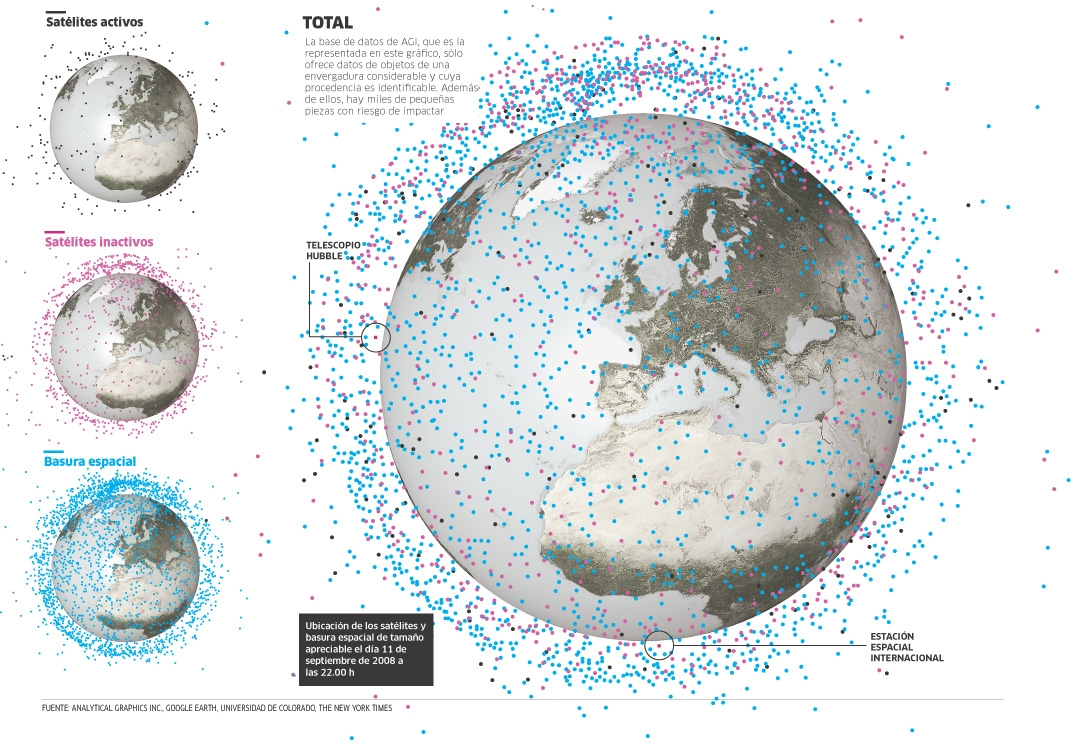 Satélites activos
TOTAL
La base de datos de AGI, que es la
representada en este gráfico, sólo
ofrece datos de objetos de una
envergadura considerable y cuya
procedencia es identificable. Además
de ellos, hay miles de pequeñas
piezas con riesgo de impactar
Satélites inactivos
TELESCOPIO
HUBBLE
Basura espacial
Ubicación de los satélites y
basura espacial de tamaño
apreciable el día 11 de
septiembre de 2008 a
las 22.00 h
ESTACIÓN
ESPACIAL
INTERNACIONAL
FUENTE: ANALYTICAL GRAPHICS INC., GOOGLE EARTH, UNIVERSIDAD DE COLORADO, THE NEW YORK TIMES